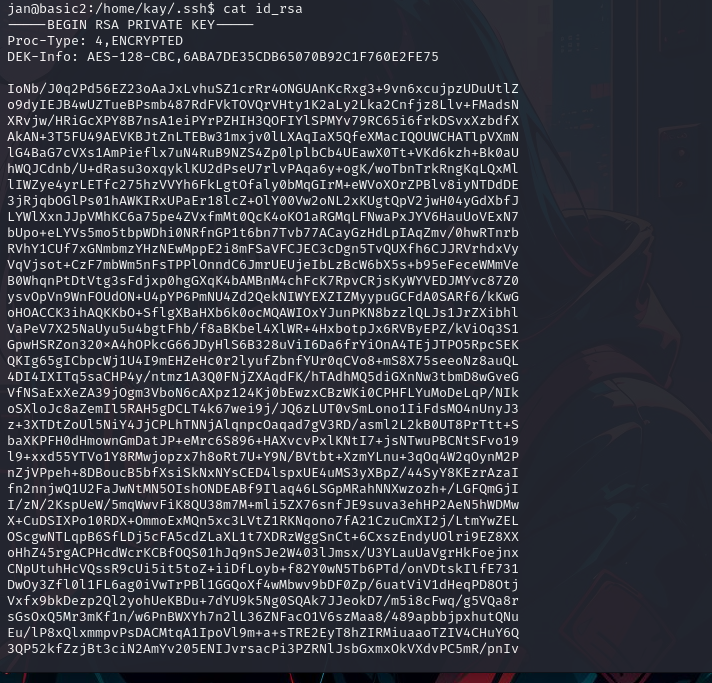 jan@basic2:/home/kay/.ssh$ cat id_rsa
-----BEGIN RSA PRIVATE KEY-----
Proc-Type: 4,ENCRYPTED
DEK-Info: AES-128-CBC,6ABA7DE35CDB65070B92C1F760E2FE75
IoNb/J0q2Pd56EZ23oAaJxLvhuSZ1crRr4ONGUAnKcRxg3+9vn6xcujpzUDuUtlZ
o9dyIEJB4wUZTueBPsmb487RdFVkTOVQrVHty1K2aLy2Lka2Cnfjz8Llv+FMadsN
XRvjw/HRiGcXPY8B7nsA1eiPYrPZHIH3QOFIYlSPMYv79RC65i6frkDSvxXzbdfX
AkAN+3T5FU49AEVKBJtZnLTEBw31mxjv0lLXAqIaX5QfeXMacIQOUWCHATlpVXmN
lG4BaG7cVXs1AmPieflx7uN4RuB9NZS4Zp0lplbCb4UEawX0Tt+VKd6kzh+Bk0aU
hWQJCdnb/U+dRasu3oxqyklKU2dPseU7rlvPAqa6y+ogK/woTbnTrkRngKqLQxMl
lIWZye4yrLETfc275hzVVYh6FkLgtOfaly0bMqGIrM+eWVoXOrZPBlv8iyNTDdDE
3jRjqbOGlPs01hAWKIRxUPaEr18lcZ+OlY00Vw2oNL2xKUgtQpV2jwH04yGdXbfJ
LYWlXxnJJpVMhKC6a75pe4ZVxfmMt0QcK4oKO1aRGMqLFNwaPxJYV6HauUoVExN7
bUpo+eLYVs5mo5tbpWDhi0NRfnGP1t6bn7Tvb77ACayGzHdLpIAqZmv/0hwRTnrb
RVhY1CUf7xGNmbmzYHzNEwMppE2i8mFSaVFCJEC3cDgn5TvQUXfh6CJJRVrhdxVy
VqVjsot+CzF7mbWm5nFsTPPlOnndC6JmrUEUjeIbLzBcW6bX5s+b95eFeceWMmVe
B0WhqnPtDtVtg3sFdjxp0hgGXqK4bAMBnM4chFcK7RpvCRjsKyWYVEDJMYvc87Z0
ysvOpVn9WnFOUdON+U4pYP6PmNU4Zd2QekNIWYEXZIZMyypuGCFdA0SARf6/kKwG
oHOACCK3ihAQKKbO+SflgXBaHXb6k0ocMQAWIOxYJunPKN8bzzlQLJs1JrZXibhl
VaPeV7X25NaUyu5u4bgtFhb/f8aBKbel4XlWR+4HxbotpJx6RVByEPZ/kViOq3S1
GpwHSRZon320×A4hOPkcG66JDyHlS6B328uViI6Da6frYiOnA4TEjJTPO5RpcSEK
QKIg65gICbpcWj1U4I9mEHZeHc0r2lyufZbnfYUr0qCVo8+mS8X75seeoNz8auQL
4DI4IXITq5saCHP4y/ntmz1A3Q0FNjZXAqdFK/hTAdhMQ5diGXnNw3tbmD8wGveG
VfNSaExXeZA39jOgm3VboN6cAXpz124Kj0bEwzxCBzWKi0CPHFLYuMoDeLqP/NIk
oSXloJc8aZemIl5RAH5gDCLT4k67wei9j/JQ6zLUT0vSmLono1IiFdsMO4nUnyJ3
z+3XTDtZoUl5NiY4JjCPLhTNNjAlqnpcOaqad7gV3RD/asml2L2kB0UT8PrTtt+S
baXKPFH0dHmownGmDatJP+eMrc6S896+HAXvcvPxlKNtI7+jsNTwuPBCNtSFvo19
l9+xxd55YTVo1Y8RMwjopzx7h8oRt7U+Y9N/BVtbt+XzmYLnu+3qOq4W2qOynM2P
nZjVPpeh+8DBoucB5bfXsiSkNxNYsCED4lspxUE4uMS3yXBpZ/44SyY8KEzrAzaI
fn2nnjwQ1U2FaJwNtMN5OIshONDEABf9Ilaq46LSGpMRahNNXwzozh+/LGFQmGjI
I/zN/2KspUeW/5mqWwvFiK8QU38m7M+mli5ZX76snfJE9suva3ehHP2AeN5hWDMw
X+CuDSIXPo10RDX+OmmoExMQn5xc3LVtZ1RKNqono7fA21CzuCmXI2j/LtmYwZEL
OScgwNTLqpB6SfLDj5cFA5cdZLaXL1t7XDRzWggSnCt+6CxszEndyUOlri9EZ8XX
oHhZ45rgACPHcdWcrKCBfOQS01hJq9nSJe2W403lJmsx/U3YLauUaVgrHkFoejnx
CNpUtuhHcVQssR9cUi5it5toZ+iiDfLoyb+f82Y0wN5Tb6PTd/onVDtskIlfE731
DwOy3Zfl0l1FL6ag0iVwTrPBl1GGQoXf4wMbwv9bDF0Zp/6uatViV1dHeqPD8Otj
Vxfx9bkDezp2Ql2yohUeKBDu+7dYU9k5Ng0SQAk7JJeokD7/m5i8cFwq/g5VQa8r
sGsOxQ5Mr3mKf1n/w6PnBWXYh7n2lL36ZNFacO1V6szMaa8/489apbbjpxhutQNu
Eu/lP8xQlxmmpvPsDACMtqA1IpoVl9m+a+sTRE2EyT8hZIRMiuaaoTZIV4CHuY6Q
3QP52kfZzjBt3ciN2AmYv205ENIJvrsacPi3PZRNlJsbGxmxOkVXdvPC5mR/pnIv